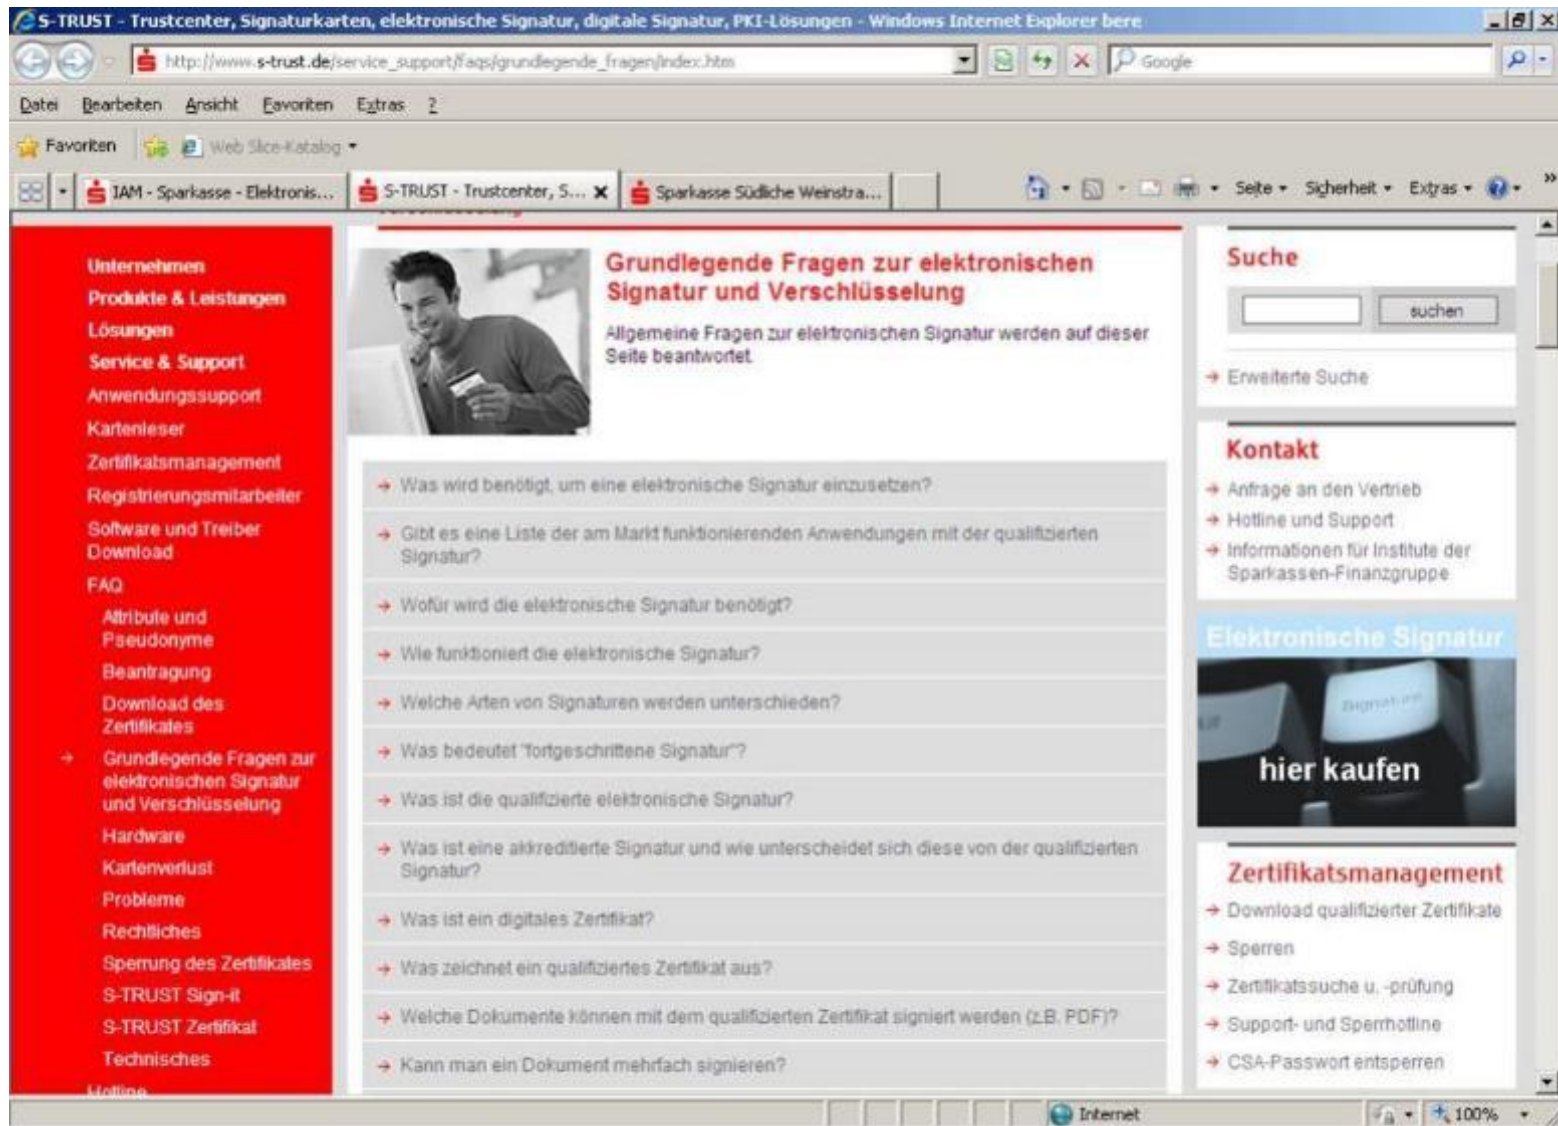 S-TRUST - Trustcenter, Signaturkarten, elektronische Signatur, digitale Signatur, PKI-Lösungen - Windows Internet Explorer bere
http://www.s-trust.de/service_support/faqs/grundlegende_fragen/index.htm
Google
Datei Bearbeiten Ansicht Favoriten Extras ?
Favoriten Web Slice-Katalog
IAM - Sparkasse - Elektronis... S-TRUST - Trustcenter, S... Sparkasse Südliche Weinstra... Seite Sicherheit Extras
Unternehmen
Produkte & Leistungen
Lösungen
Service & Support
Anwendungssupport
Kartenleser
Zertifikatsmanagement
Registrierungsmitarbeiter
Software und Treiber
Download
FAQ
Attribute und
Pseudonyme
Beantragung
Download des
Zertifikates
Grundlegende Fragen zur
elektronischen Signatur
und Verschlüsselung
Hardware
Kartenverlust
Probleme
Rechtliches
Sperrung des Zertifikates
S-TRUST Sign-it
S-TRUST Zertifikat
Technisches
Hotline
Grundlegende Fragen zur elektronischen
Signatur und Verschlüsselung
Allgemeine Fragen zur elektronischen Signatur werden auf dieser
Seite beantwortet.
Was wird benötigt, um eine elektronische Signatur einzusetzen?
Gibt es eine Liste der am Markt funktionierenden Anwendungen mit der qualifizierten
Signatur?
Wofür wird die elektronische Signatur benötigt?
Wie funktioniert die elektronische Signatur?
Welche Arten von Signaturen werden unterschieden?
Was bedeutet "fortgeschrittene Signatur"?
Was ist die qualifizierte elektronische Signatur?
Was ist eine akkreditierte Signatur und wie unterscheidet sich diese von der qualifizierten
Signatur?
Was ist ein digitales Zertifikat?
Was zeichnet ein qualifiziertes Zertifikat aus?
Welche Dokumente können mit dem qualifizierten Zertifikat signiert werden (z.B. PDF)?
Kann man ein Dokument mehrfach signieren?
Suche
suchen
Erweiterte Suche
Kontakt
Anfrage an den Vertrieb
Hotline und Support
Informationen für Institute der
Sparkassen-Finanzgruppe
Elektronische Signatur
Signature
hier kaufen
Zertifikatsmanagement
Download qualifizierter Zertifikate
Sperren
Zertifikatssuche u. -prüfung
Support- und Sperrhotline
CSA-Passwort entsperren
Internet
100%